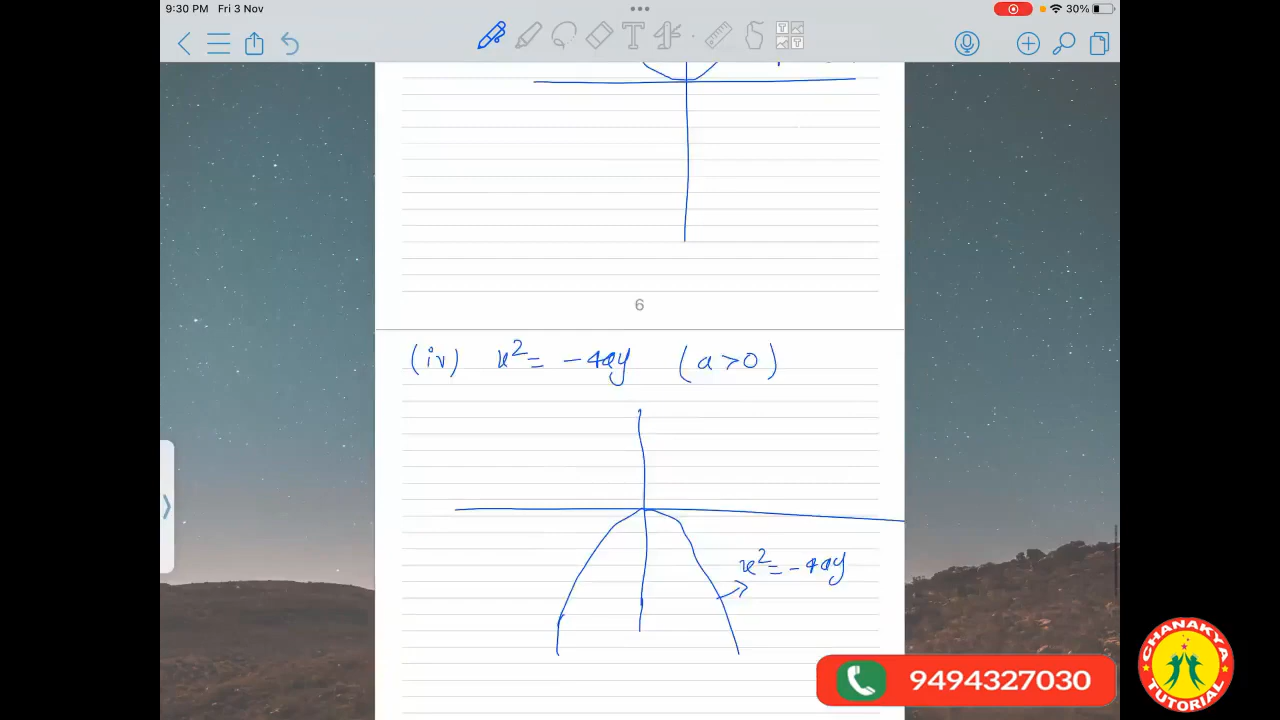 9:30 PM Fri 3 Nov
30%
6
(iv) x² = -4ay (a>0)
x² = -4ay
9494327030
CHANAKYA
TUTORIAL